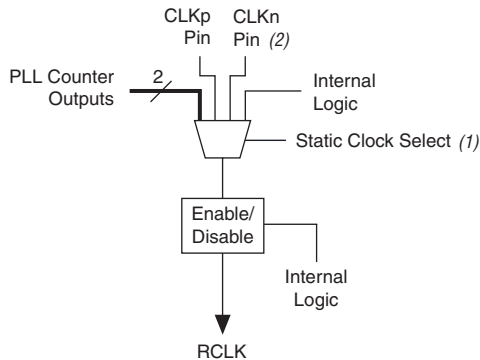 CLKp
Pin
CLKn
Pin (2)
PLL Counter
Outputs
2
Internal
Logic
Static Clock Select (1)
Enable/
Disable
Internal
Logic
RCLK